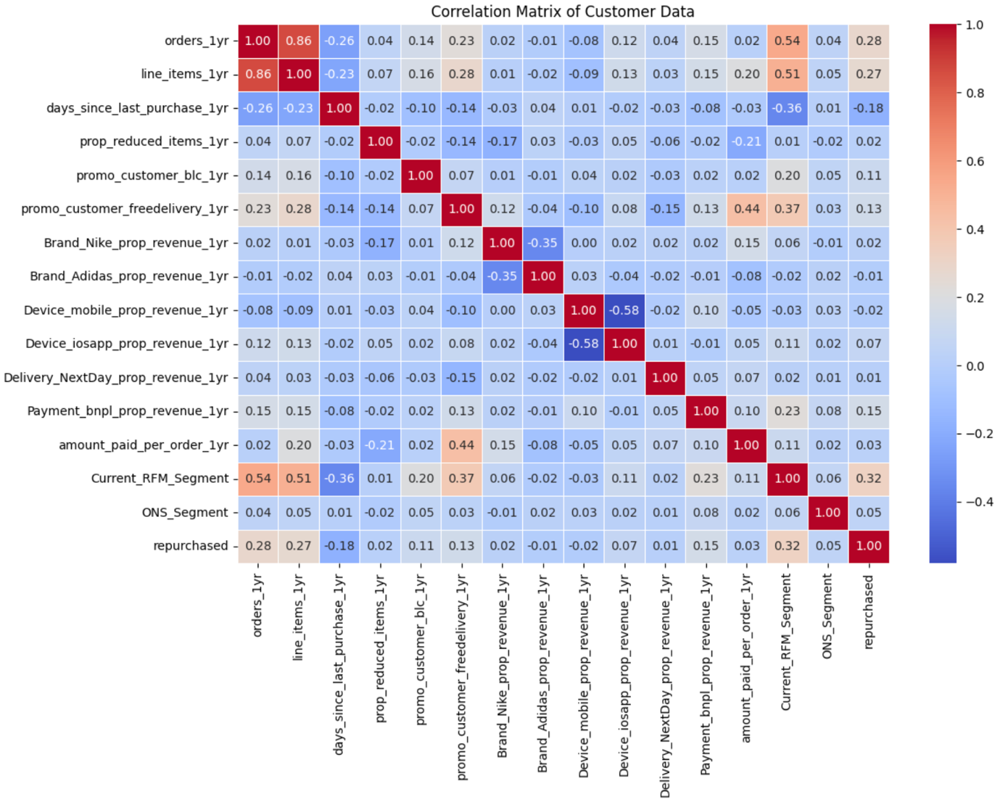 Correlation Matrix of Customer Data
orders_1yr 1.00 0.86 -0.26 0.04 0.14 0.23 0.02 -0.01 -0.08 0.12 0.04 0.15 0.02 0.54 0.04 0.28
line_items_1yr 0.86 1.00 -0.23 0.07 0.16 0.28 0.01 -0.02 -0.09 0.13 0.03 0.15 0.20 0.51 0.05 0.27
days_since_last_purchase_1yr -0.26 -0.23 1.00 -0.02 -0.10 -0.14 -0.03 0.04 0.01 -0.02 -0.03 -0.08 -0.03 -0.36 0.01 -0.18
prop_reduced_items_1yr 0.04 0.07 -0.02 1.00 -0.02 -0.14 -0.17 0.03 -0.03 0.05 -0.06 -0.02 -0.21 0.01 -0.02 0.02
promo_customer_blc_1yr 0.14 0.16 -0.10 -0.02 1.00 0.07 0.01 -0.01 0.04 0.02 -0.03 0.02 0.02 0.20 0.05 0.11
promo_customer_freedelivery_1yr 0.23 0.28 -0.14 -0.14 0.07 1.00 0.12 -0.04 -0.10 0.08 -0.15 0.13 0.44 0.37 0.03 0.13
Brand_Nike_prop_revenue_1yr 0.02 0.01 -0.03 -0.17 0.01 0.12 1.00 -0.35 0.00 0.02 0.02 0.02 0.15 0.06 -0.01 0.02
Brand_Adidas_prop_revenue_1yr -0.01 -0.02 0.04 0.03 -0.01 -0.04 -0.35 1.00 0.03 -0.04 -0.02 -0.01 -0.08 -0.02 0.02 -0.01
Device_mobile_prop_revenue_1yr -0.08 -0.09 0.01 -0.03 0.04 -0.10 0.00 0.03 1.00 -0.58 -0.02 0.10 -0.05 -0.03 0.03 -0.02
Device_iosapp_prop_revenue_1yr 0.12 0.13 -0.02 0.05 0.02 0.08 0.02 -0.04 -0.58 1.00 0.01 -0.01 0.05 0.11 0.02 0.07
Delivery_NextDay_prop_revenue_1yr 0.04 0.03 -0.03 -0.06 -0.03 -0.15 0.02 -0.02 -0.02 0.01 1.00 0.05 0.07 0.02 0.01 0.01
Payment_bnpl_prop_revenue_1yr 0.15 0.15 -0.08 -0.02 0.02 0.13 0.02 -0.01 0.10 -0.01 0.05 1.00 0.10 0.23 0.08 0.15
amount_paid_per_order_1yr 0.02 0.20 -0.03 -0.21 0.02 0.44 0.15 -0.08 -0.05 0.05 0.07 0.10 1.00 0.11 0.02 0.03
Current_RFM_Segment 0.54 0.51 -0.36 0.01 0.20 0.37 0.06 -0.02 -0.03 0.11 0.02 0.23 0.11 1.00 0.06 0.32
ONS_Segment 0.04 0.05 0.01 -0.02 0.05 0.03 -0.01 0.02 0.03 0.02 0.01 0.08 0.02 0.06 1.00 0.05
repurchased 0.28 0.27 -0.18 0.02 0.11 0.13 0.02 -0.01 -0.02 0.07 0.01 0.15 0.03 0.32 0.05 1.00
orders_1yr
line_items_1yr
days_since_last_purchase_1yr
prop_reduced_items_1yr
promo_customer_blc_1yr
promo_customer_freedelivery_1yr
Brand_Nike_prop_revenue_1yr
Brand_Adidas_prop_revenue_1yr
Device_mobile_prop_revenue_1yr
Device_iosapp_prop_revenue_1yr
Delivery_NextDay_prop_revenue_1yr
Payment_bnpl_prop_revenue_1yr
amount_paid_per_order_1yr
Current_RFM_Segment
ONS_Segment
repurchased
1.0
0.8
0.6
0.4
0.2
0.0
−0.2
−0.4